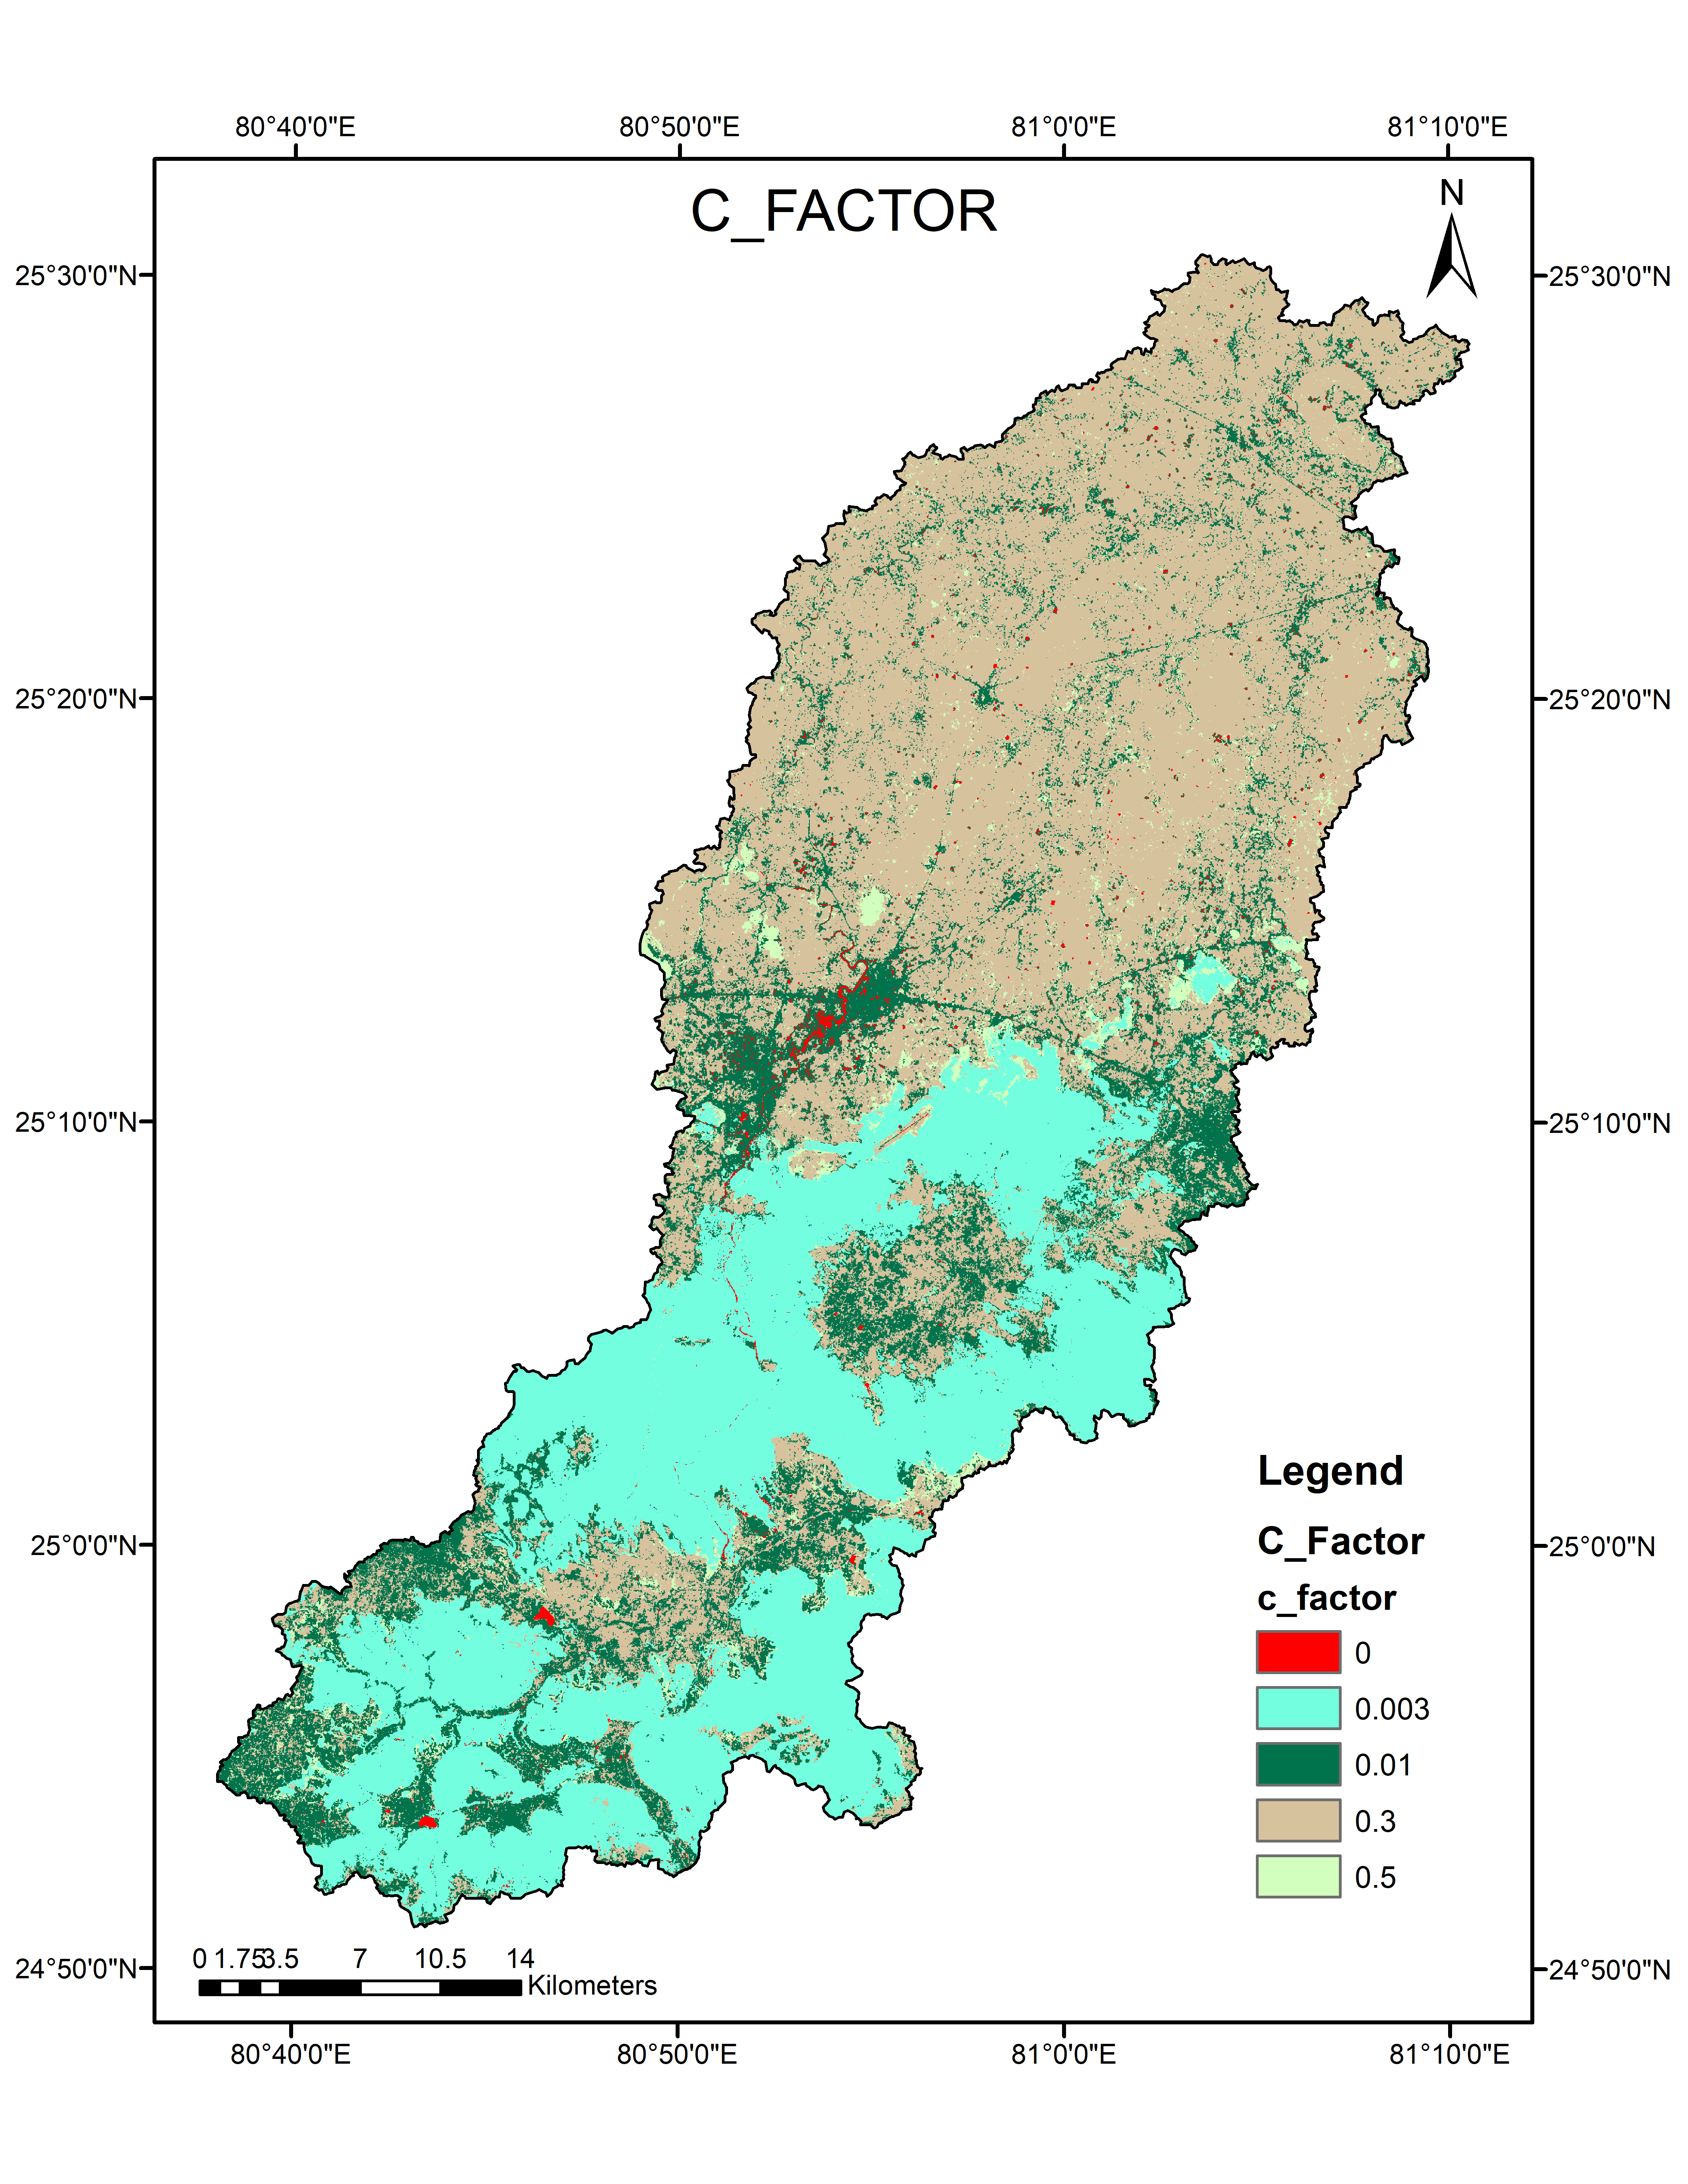 80°40'0"E 80°50'0"E 81°0'0"E 81°10'0"E
C_FACTOR
N
25°30'0"N 25°30'0"N
25°20'0"N 25°20'0"N
25°10'0"N 25°10'0"N
Legend
C_Factor
25°0'0"N 25°0'0"N
c_factor
0
0.003
0.01
0.3
0.5
0 1.75 3.5 7 10.5 14
Kilometers
24°50'0"N 24°50'0"N
80°40'0"E 80°50'0"E 81°0'0"E 81°10'0"E